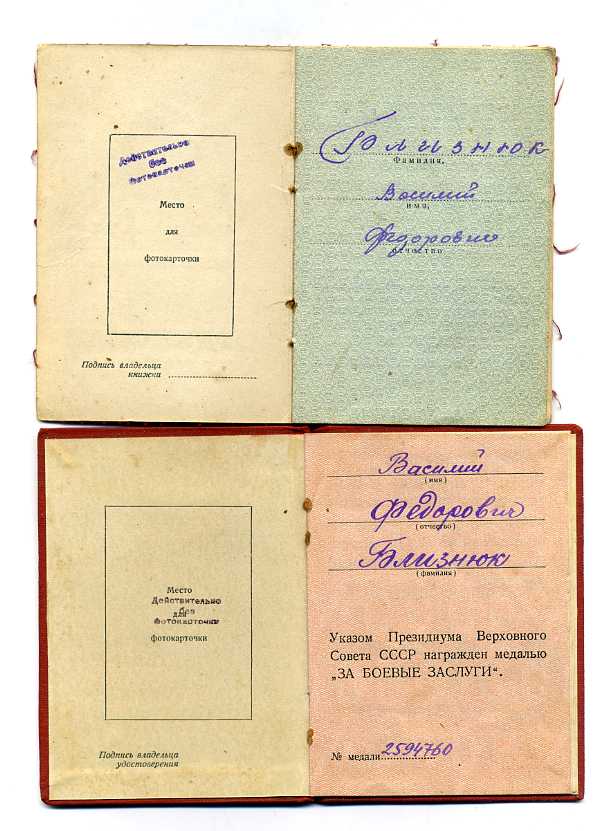 Действительно
без
фотокарточки
Место
для
фотокарточки
Подпись владельца
книжки
Близнюк
Фамилия,
Василий
имя,
Федорович
отчество
Место
Действительно
без
для
фотокарточки
фотокарточки
Подпись владельца
удостоверения
Василий
(имя)
Федорович
(отчество)
Близнюк
(фамилия)
Указом Президиума Верховного
Совета СССР награжден медалью
„ЗА БОЕВЫЕ ЗАСЛУГИ“.
№ медали 2594760